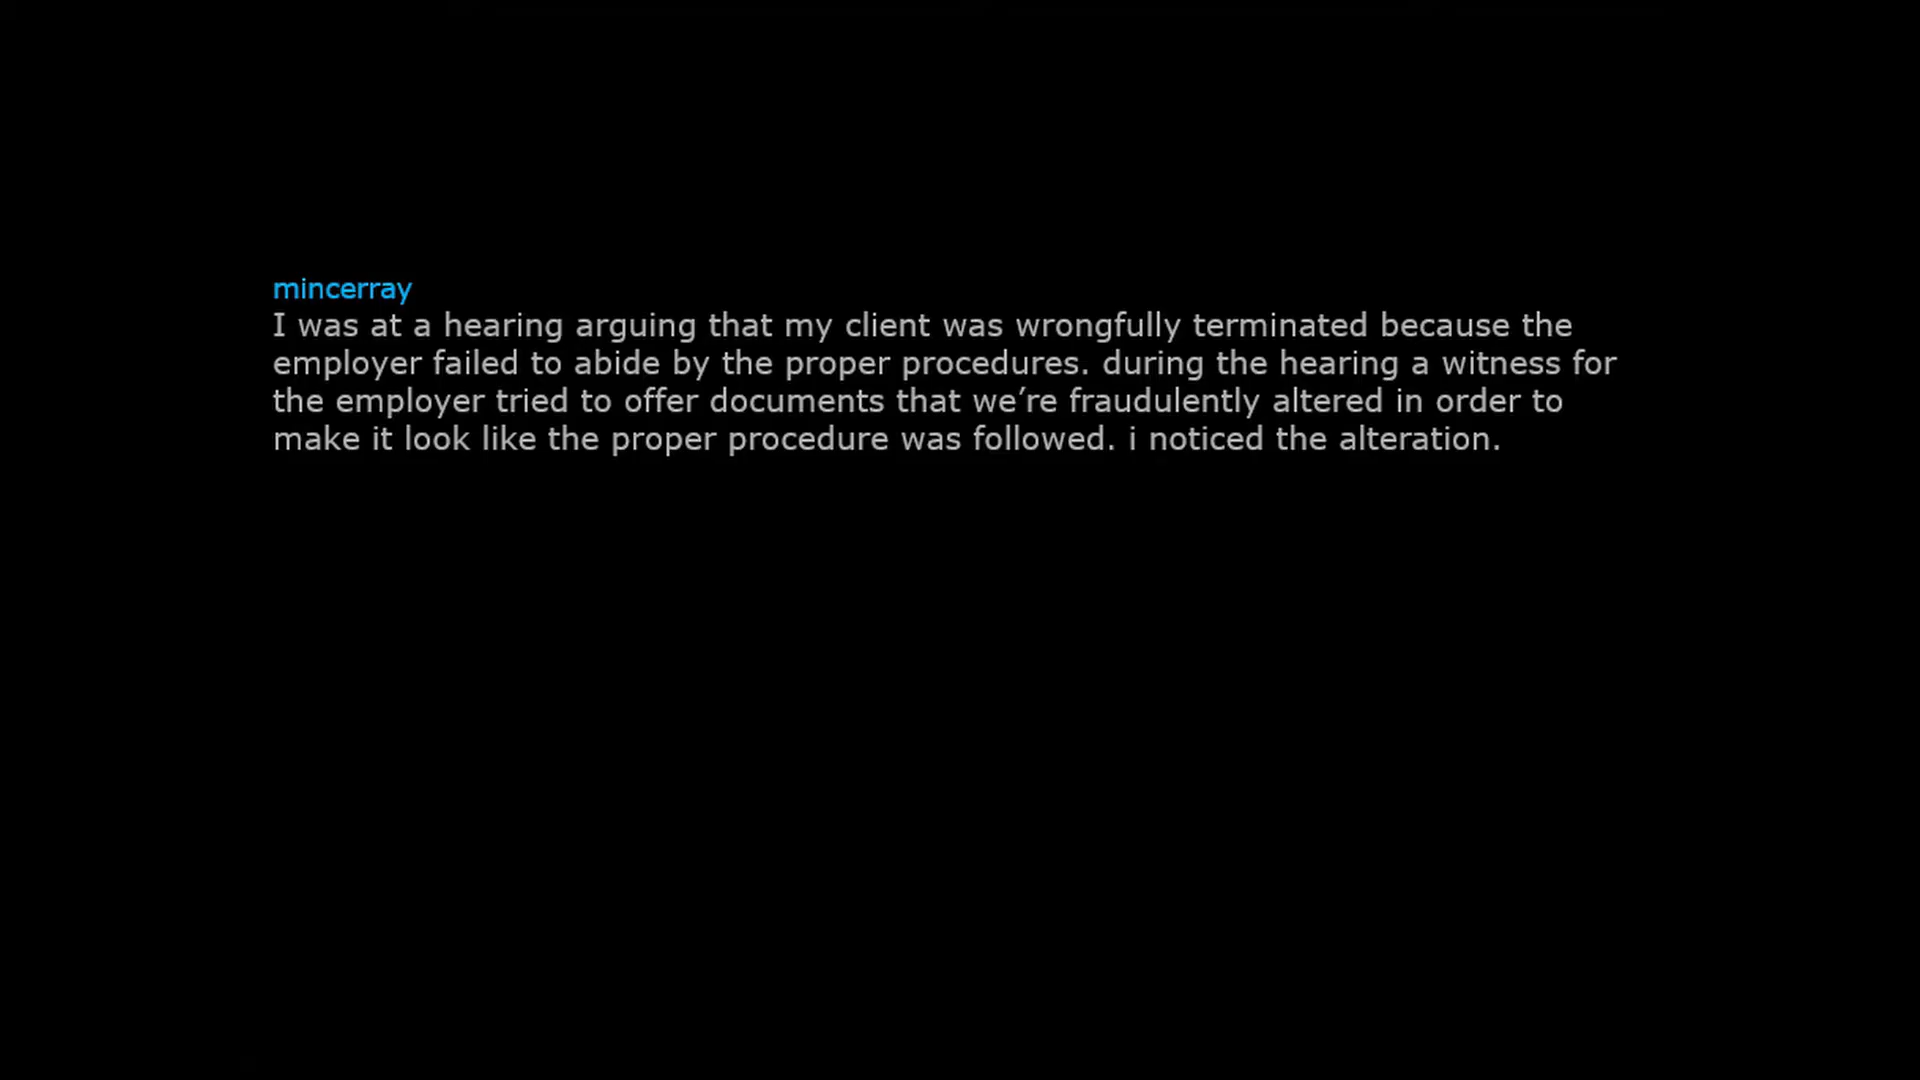 mincerray
I was at a hearing arguing that my client was wrongfully terminated because the
employer failed to abide by the proper procedures. during the hearing a witness for
the employer tried to offer documents that we’re fraudulently altered in order to
make it look like the proper procedure was followed. i noticed the alteration.